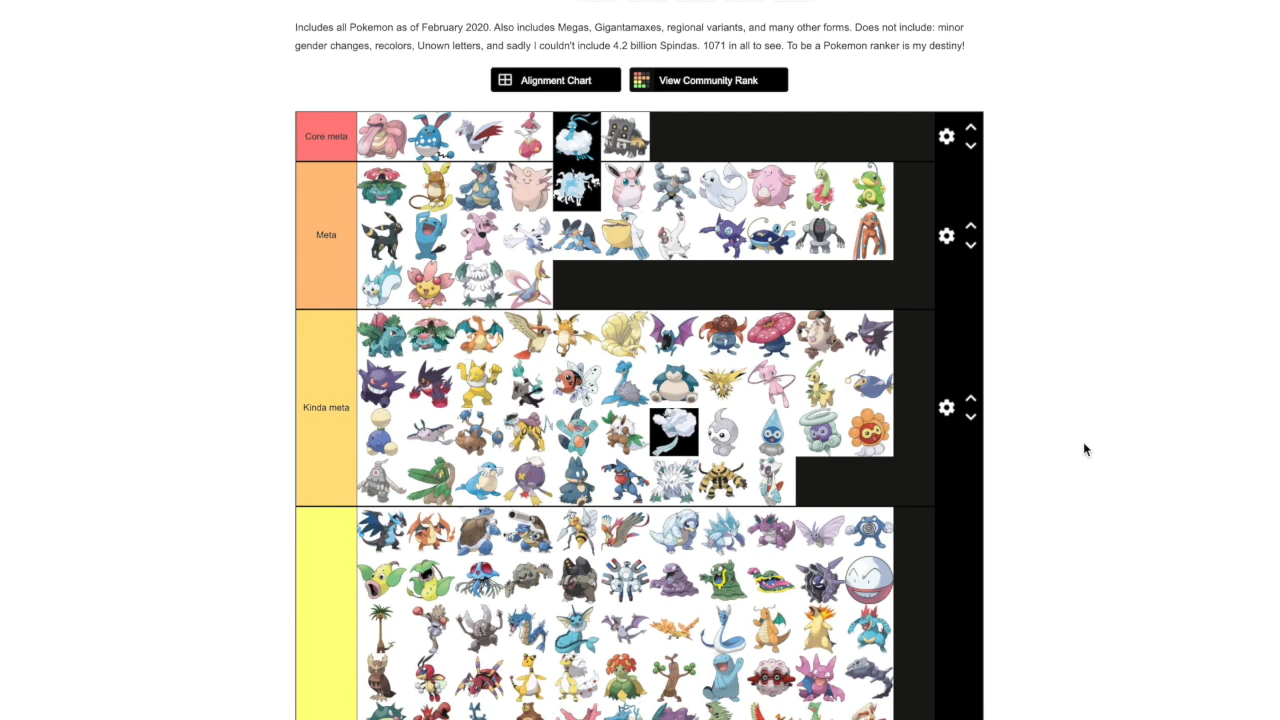 Includes all Pokemon as of February 2020. Also includes Megas, Gigantamaxes, regional variants, and many other forms. Does not include: minor
gender changes, recolors, Unown letters, and sadly I couldn't include 4.2 billion Spindas. 1071 in all to see. To be a Pokemon ranker is my destiny!
Alignment Chart
View Community Rank
Core meta
Meta
Kinda meta